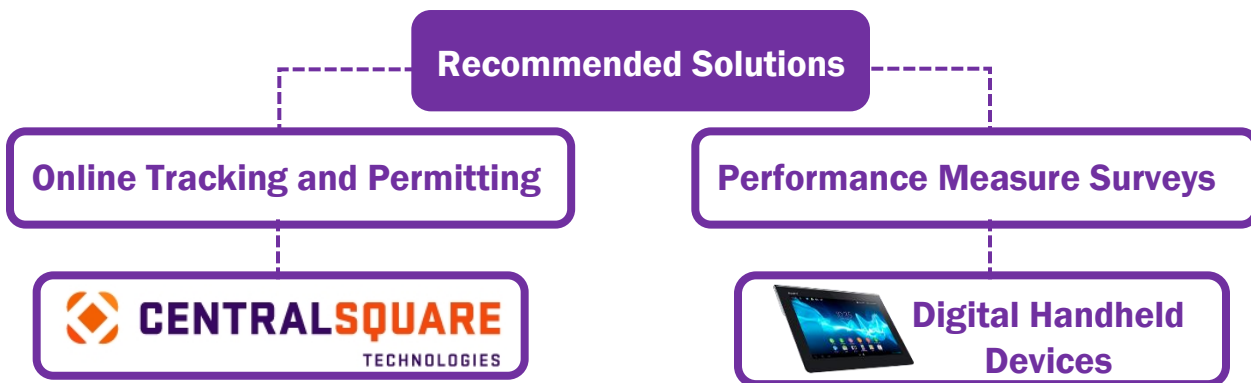 Recommended Solutions
Online Tracking and Permitting
Performance Measure Surveys
CENTRALSQUARE
TECHNOLOGIES
Digital Handheld
Devices